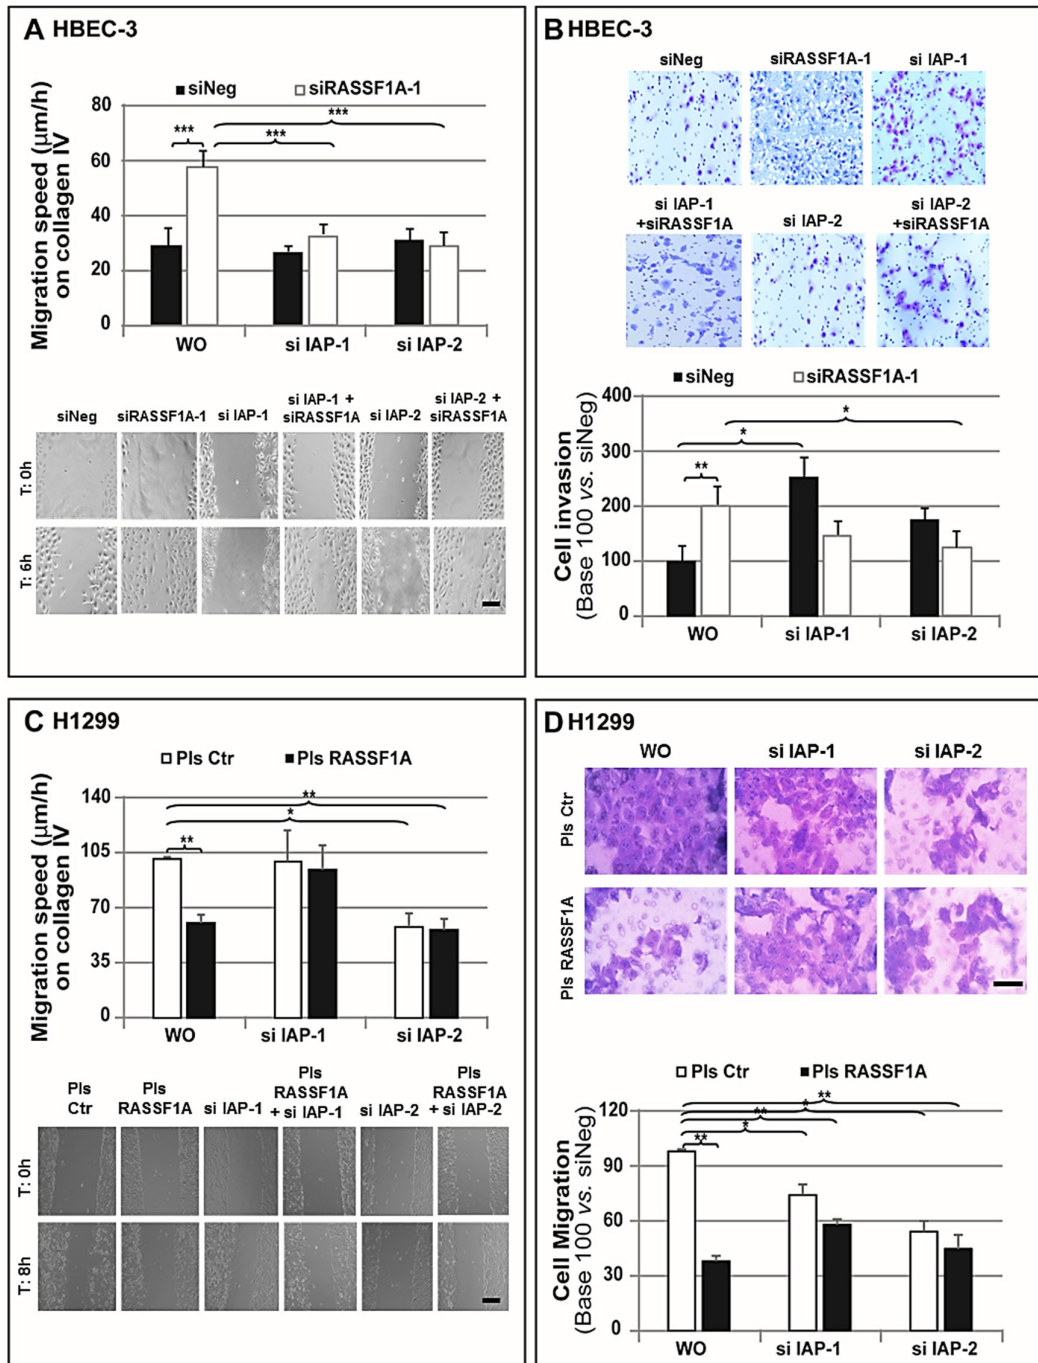 A HBEC-3
siNeg siRASSF1A-1
Migration speed (μm/h)
on collagen IV
80
60
40
20
0
***
***
***
WO si IAP-1 si IAP-2
siNeg siRASSF1A-1 si IAP-1 si IAP-1 + siRASSF1A si IAP-2 si IAP-2 + siRASSF1A
T: 0h
T: 6h
B HBEC-3
siNeg siRASSF1A-1 si IAP-1
si IAP-1 si IAP-2
+siRASSF1A si IAP-2 +siRASSF1A
siNeg siRASSF1A-1
Cell invasion
(Base 100 vs. siNeg)
400
300
200
100
0
*
*
**
WO si IAP-1 si IAP-2
C H1299
Pls Ctr Pls RASSF1A
Migration speed (μm/h)
on collagen IV
140
105
70
35
0
**
*
**
WO si IAP-1 si IAP-2
Pls Ctr Pls RASSF1A si IAP-1 Pls RASSF1A + si IAP-1 si IAP-2 Pls RASSF1A + si IAP-2
T: 0h
T: 8h
D H1299
WO si IAP-1 si IAP-2
Pls Ctr
Pls RASSF1A
Pls Ctr Pls RASSF1A
Cell Migration
(Base 100 vs. siNeg)
120
90
60
30
0
**
*
**
*
**
WO si IAP-1 si IAP-2